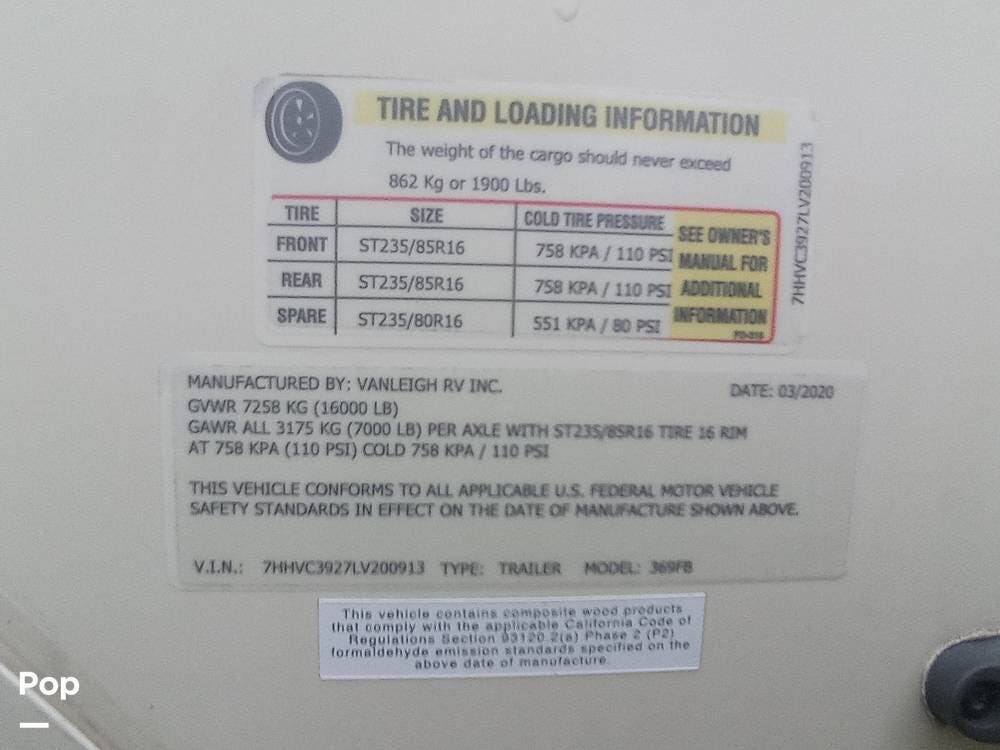 TIRE AND LOADING INFORMATION
The weight of the cargo should never exceed
862 Kg or 1900 Lbs.
TIRE SIZE COLD TIRE PRESSURE
FRONT ST235/85R16 758 KPA / 110 PSI
REAR ST235/85R16 758 KPA / 110 PSI
SPARE ST235/80R16 551 KPA / 80 PSI
SEE OWNER'S
MANUAL FOR
ADDITIONAL
INFORMATION
7HHVC3927LV200913
MANUFACTURED BY: VANLEIGH RV INC. DATE: 03/2020
GVWR 7258 KG (16000 LB)
GAWR ALL 3175 KG (7000 LB) PER AXLE WITH ST235/85R16 TIRE 16 RIM
AT 758 KPA (110 PSI) COLD 758 KPA / 110 PSI
THIS VEHICLE CONFORMS TO ALL APPLICABLE U.S. FEDERAL MOTOR VEHICLE
SAFETY STANDARDS IN EFFECT ON THE DATE OF MANUFACTURE SHOWN ABOVE.
V.I.N.: 7HHVC3927LV200913 TYPE: TRAILER MODEL: 369FB
This vehicle contains composite wood products
that comply with the applicable California Code of
Regulations Section 93120.2(a) Phase 2 (P2)
formaldehyde emission standards specified on the
above date of manufacture.
Pop